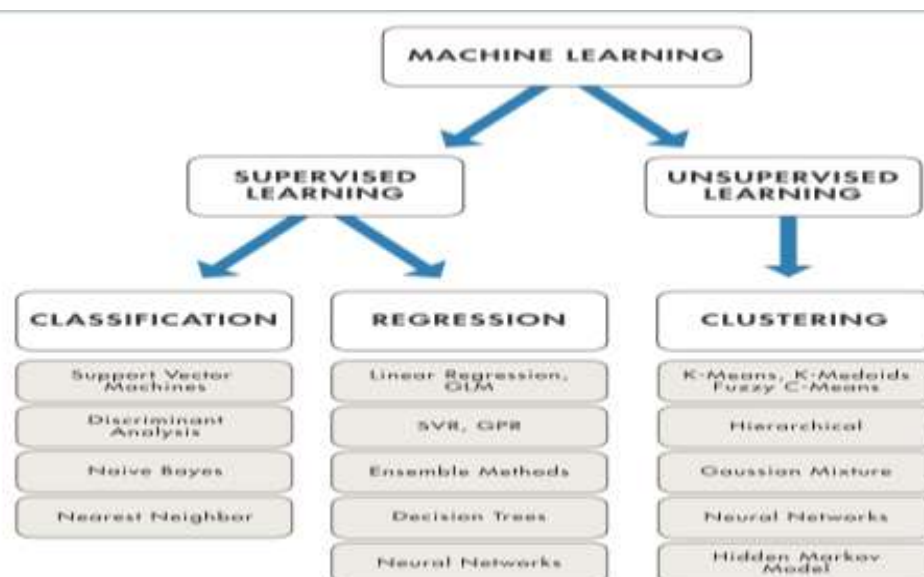 MACHINE LEARNING
SUPERVISED
LEARNING
UNSUPERVISED
LEARNING
CLASSIFICATION
Support Vector
Machines
Discriminant
Analysis
Naive Bayes
Nearest Neighbor
REGRESSION
Linear Regression,
GLM
SVR, GPR
Ensemble Methods
Decision Trees
Neural Networks
CLUSTERING
K-Means, K-Medoids
Fuzzy C-Means
Hierarchical
Gaussian Mixture
Neural Networks
Hidden Markov
Model